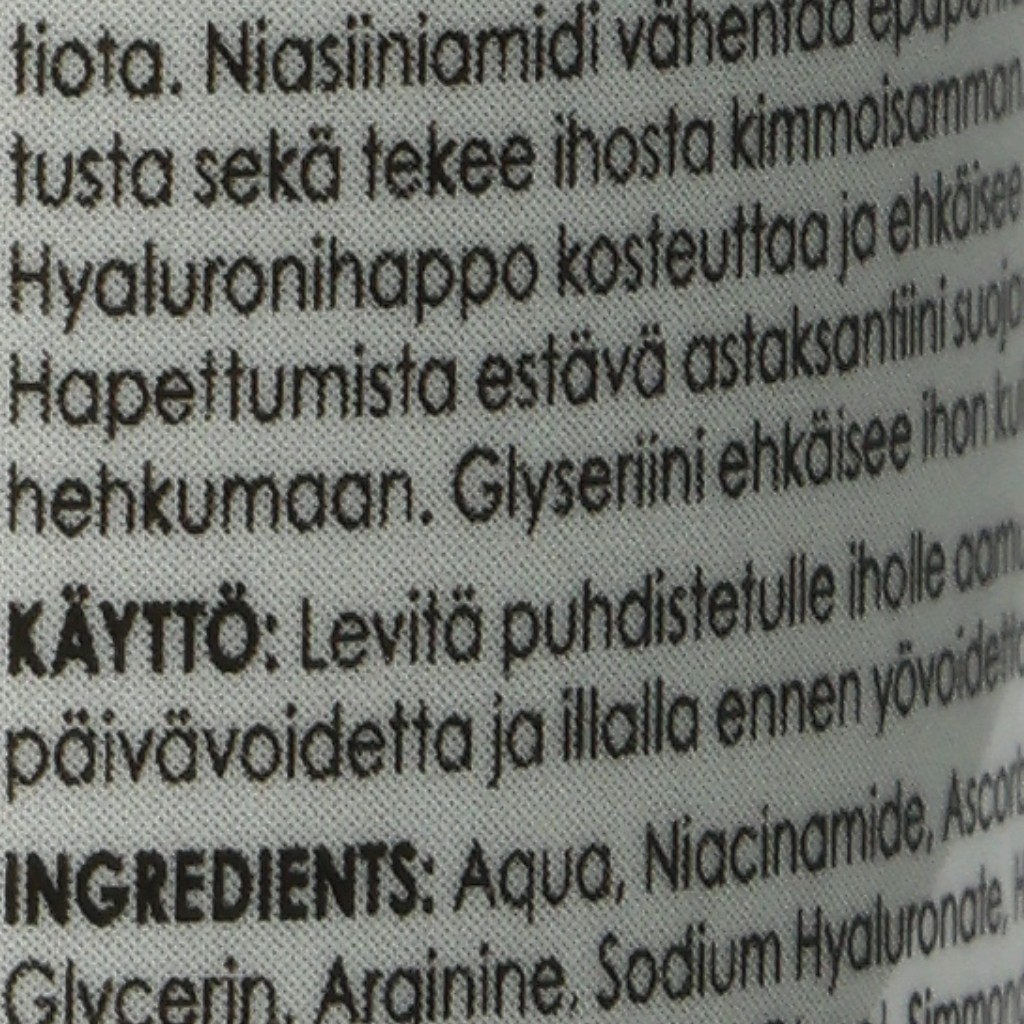 tiota. Niasiiniamidi vähentää
tusta sekä tekee ihosta kimmoisamman.
Hyaluronihappo kosteuttaa ja ehkäisee
Hapettumista estävä astaksantiini
hehkumaan. Glyseriini ehkäisee ihon
KÄYTTÖ: Levitä puhdistetulle iholle
päivävoidetta ja illalla ennen yövoidetta
INGREDIENTS: Aqua, Niacinamide,
Glycerin, Arginine, Sodium Hyaluronate,